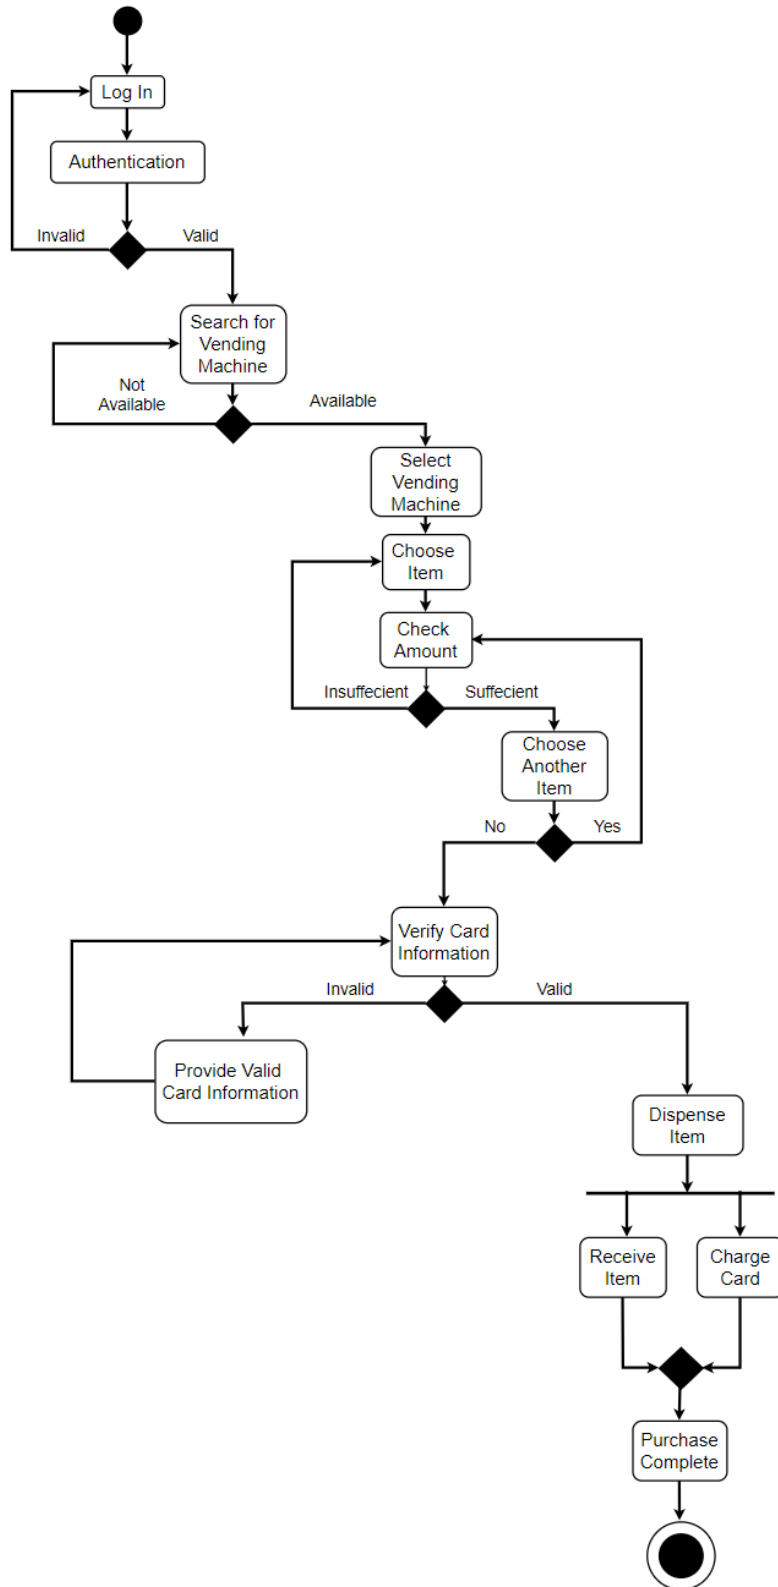 Log In
Authentication
Invalid
Valid
Search for
Vending
Machine
Not
Available
Available
Select
Vending
Machine
Choose
Item
Check
Amount
Insuffecient
Suffecient
Choose
Another
Item
No
Yes
Verify Card
Information
Invalid
Valid
Provide Valid
Card Information
Dispense
Item
Receive
Item
Charge
Card
Purchase
Complete